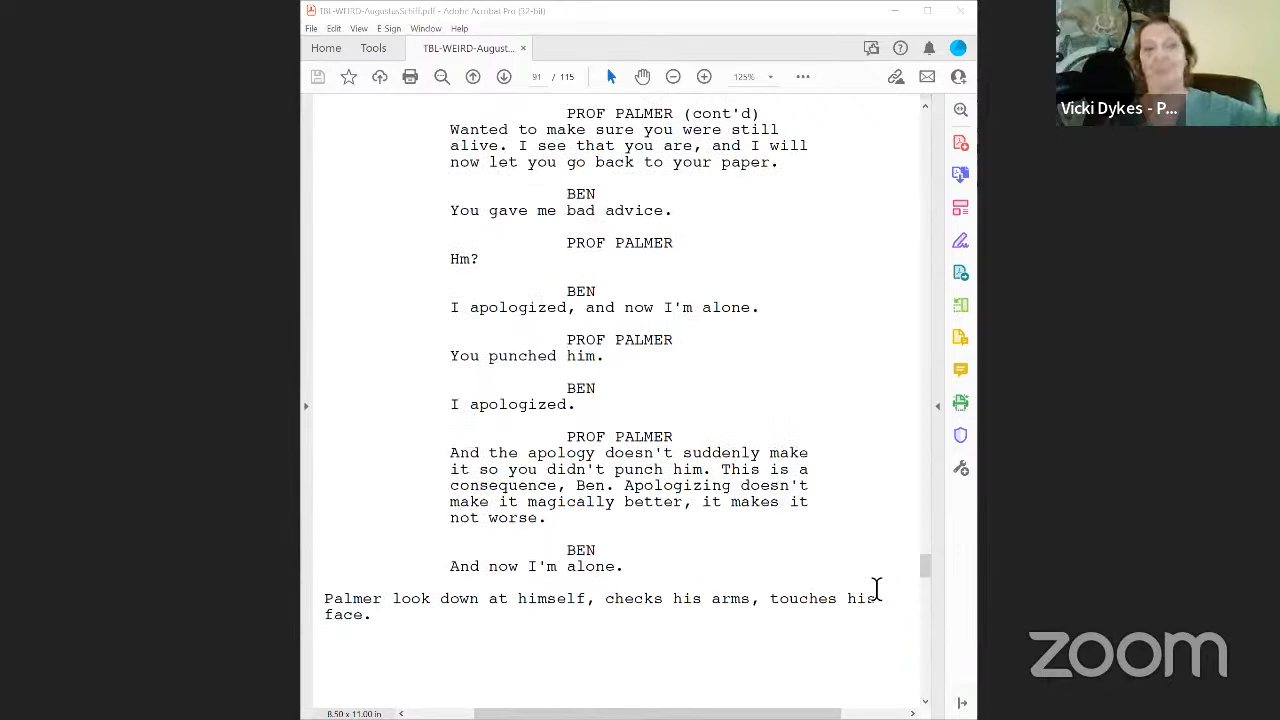 TBL-WEIRD-AugustasSchiff.pdf - Adobe Acrobat Pro (32-bit)
File Edit View E Sign Window Help
Home Tools TBL-WEIRD-August... ×
91 / 115 125%
PROF PALMER (cont'd)
Wanted to make sure you were still
alive. I see that you are, and I will
now let you go back to your paper.
BEN
You gave me bad advice.
PROF PALMER
Hm?
BEN
I apologized, and now I'm alone.
PROF PALMER
You punched him.
BEN
I apologized.
PROF PALMER
And the apology doesn't suddenly make
it so you didn't punch him. This is a
consequence, Ben. Apologizing doesn't
make it magically better, it makes it
not worse.
BEN
And now I'm alone.
Palmer look down at himself, checks his arms, touches his
face.
8.50 x 11.00 in
Vicki Dykes - P...
zoom